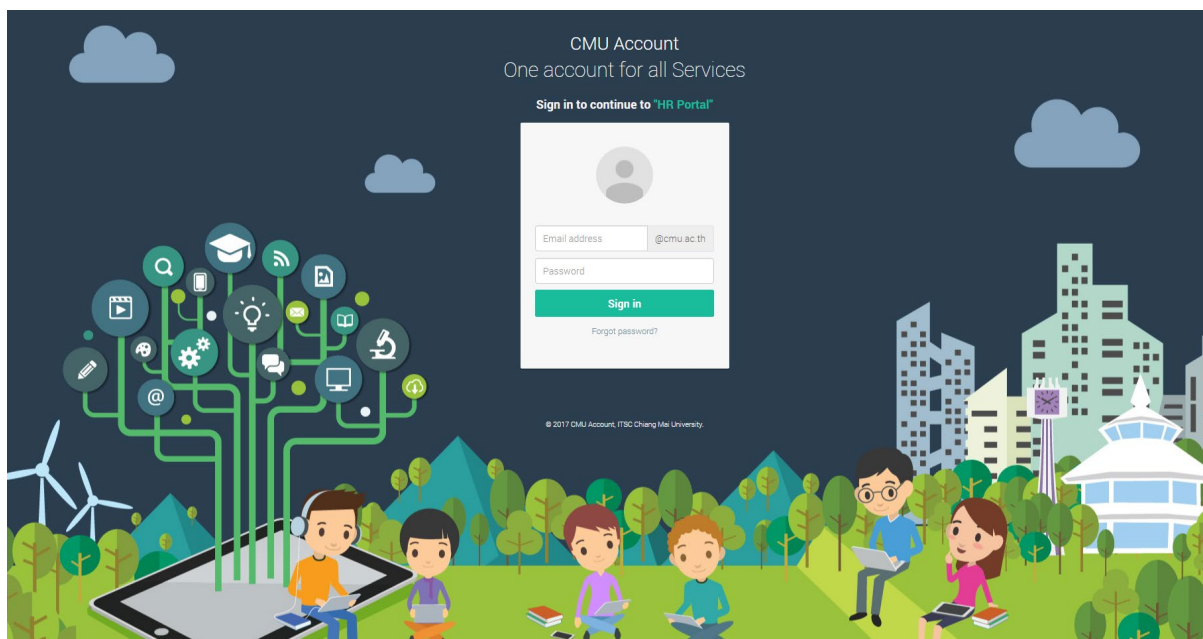 CMU Account
One account for all Services
Sign in to continue to "HR Portal"
Email address @cmu.ac.th
Password
Sign in
Forgot password?
@
© 2017 CMU Account, ITSC Chiang Mai University.